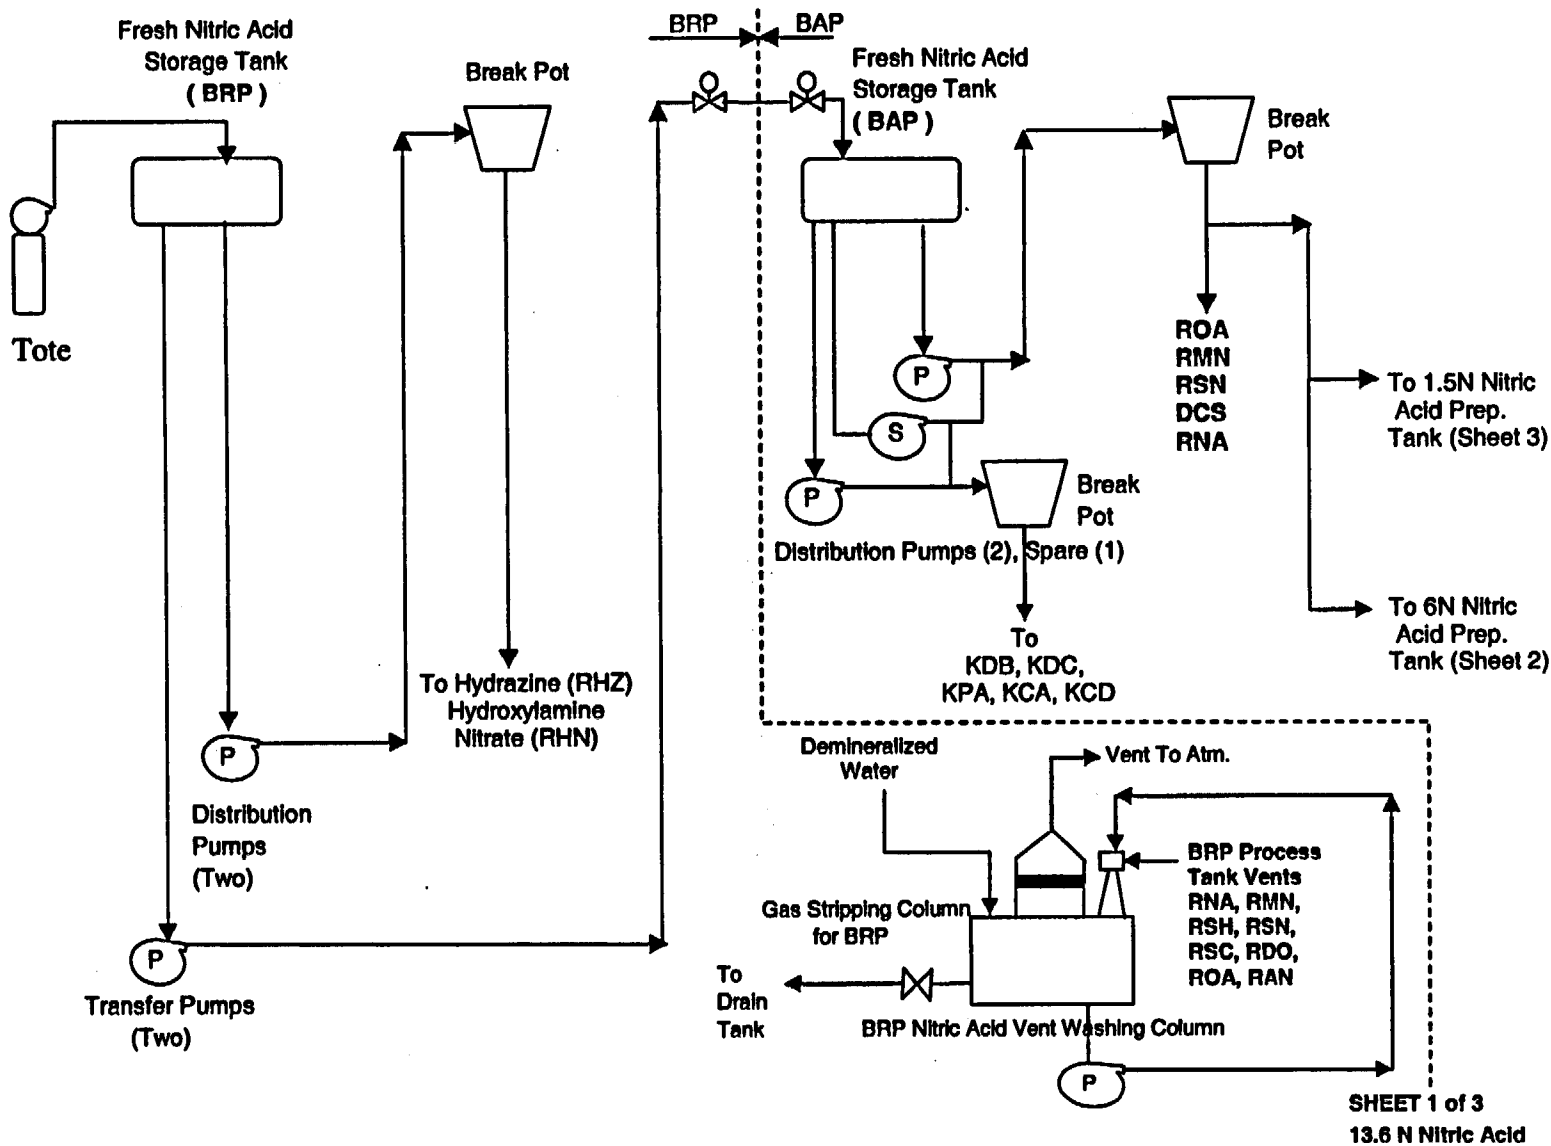 Fresh Nitric Acid
Storage Tank
( BRP )
Tote
Break Pot
BRP
BAP
Fresh Nitric Acid
Storage Tank
( BAP )
Break
Pot
ROA
RMN
RSN
DCS
RNA
To 1.5N Nitric
Acid Prep.
Tank (Sheet 3)
To 6N Nitric
Acid Prep.
Tank (Sheet 2)
P
S
P
Break
Pot
Distribution Pumps (2), Spare (1)
To
KDB, KDC,
KPA, KCA, KCD
To Hydrazine (RHZ)
Hydroxylamine
Nitrate (RHN)
P
Distribution
Pumps
(Two)
P
Transfer Pumps
(Two)
Demineralized
Water
Vent To Atm.
BRP Process
Tank Vents
RNA, RMN,
RSH, RSN,
RSC, RDO,
ROA, RAN
Gas Stripping Column
for BRP
To
Drain
Tank
BRP Nitric Acid Vent Washing Column
P
SHEET 1 of 3
13.6 N Nitric Acid